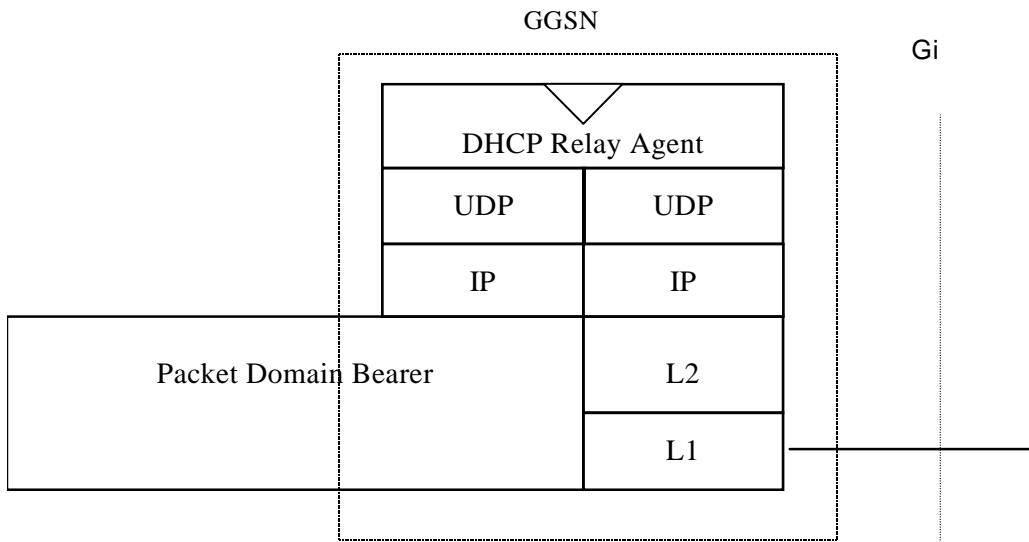 GGSN
Gi
DHCP Relay Agent
UDP
UDP
IP
IP
Packet Domain Bearer
L2
L1